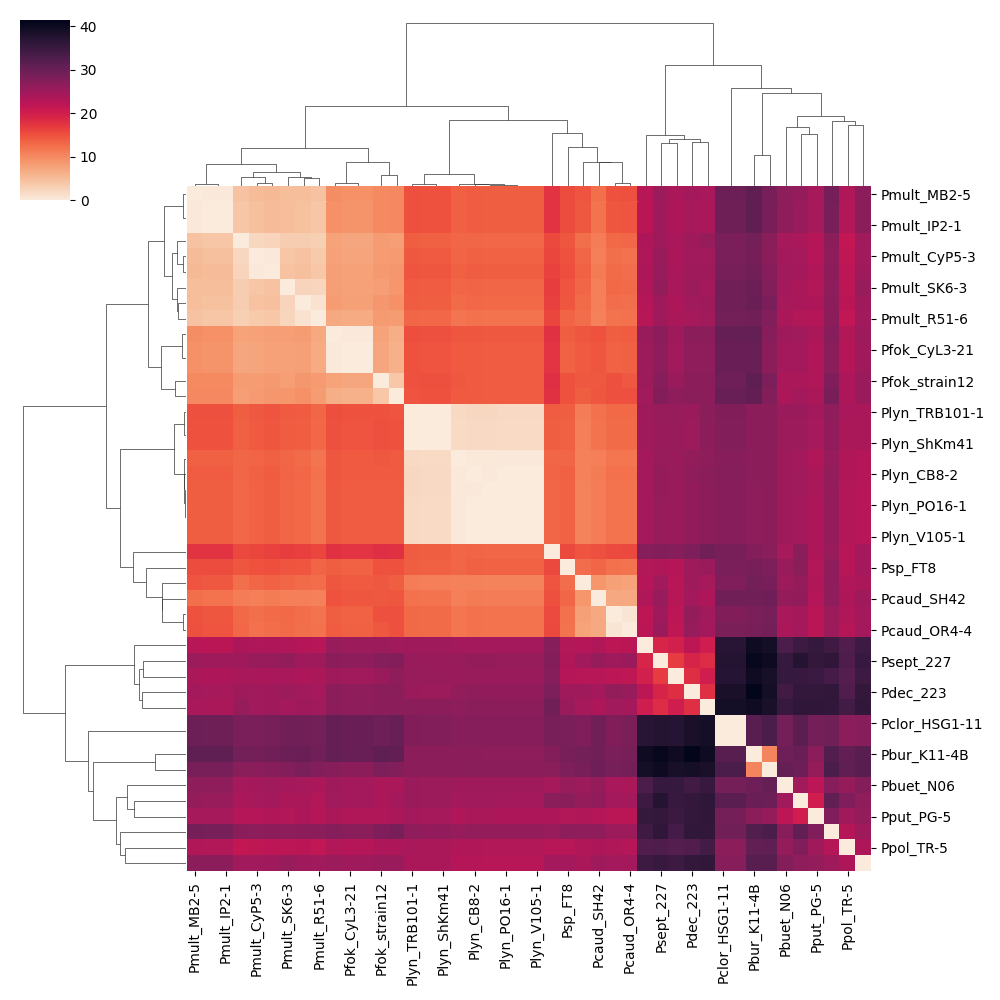 40
30
20
10
0
Pmult_MB2-5
Pmult_IP2-1
Pmult_CyP5-3
Pmult_SK6-3
Pmult_R51-6
Pfok_CyL3-21
Pfok_strain12
Plyn_TRB101-1
Plyn_ShKm41
Plyn_CB8-2
Plyn_PO16-1
Plyn_V105-1
Psp_FT8
Pcaud_SH42
Pcaud_OR4-4
Psept_227
Pdec_223
Pclor_HSG1-11
Pbur_K11-4B
Pbuet_N06
Pput_PG-5
Ppol_TR-5
Pmult_MB2-5
Pmult_IP2-1
Pmult_CyP5-3
Pmult_SK6-3
Pmult_R51-6
Pfok_CyL3-21
Pfok_strain12
Plyn_TRB101-1
Plyn_ShKm41
Plyn_CB8-2
Plyn_PO16-1
Plyn_V105-1
Psp_FT8
Pcaud_SH42
Pcaud_OR4-4
Psept_227
Pdec_223
Pclor_HSG1-11
Pbur_K11-4B
Pbuet_N06
Pput_PG-5
Ppol_TR-5